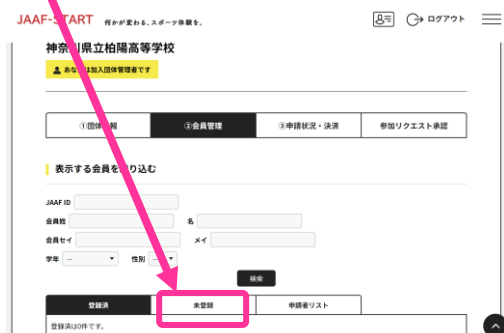 JAAF-START 何かが変わる、スポーツ体験を。
ログアウト
神奈川県立柏陽高等学校
あなたは加入団体管理者です
①団体情報 ②会員管理 ③申請状況・決済 参加リクエスト承認
表示する会員を絞り込む
JAAF ID
会員姓 名
会員セイ メイ
学年 -- 性別 --
検索
登録済 未登録 申請者リスト
登録済は0件です。